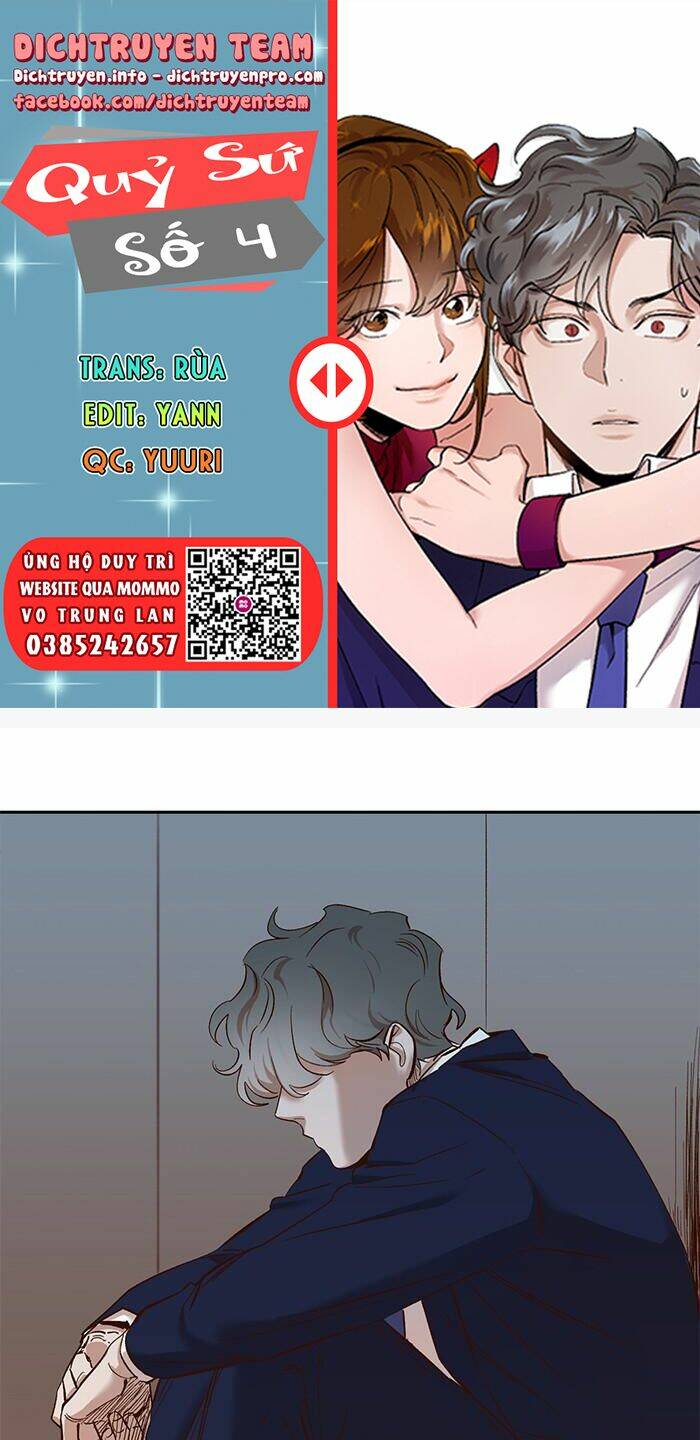 DICHTRUYEN TEAM
Dichtruyen.info - dichtruyenpro.com
facebook.com/dichtruyenteam
Quỷ Sứ
Số 4
TRANS: RÙA
EDIT: YANN
QC: YUURI
ỦNG HỘ DUY TRÌ
WEBSITE QUA MOMMO
VO TRUNG LAN
0385242657